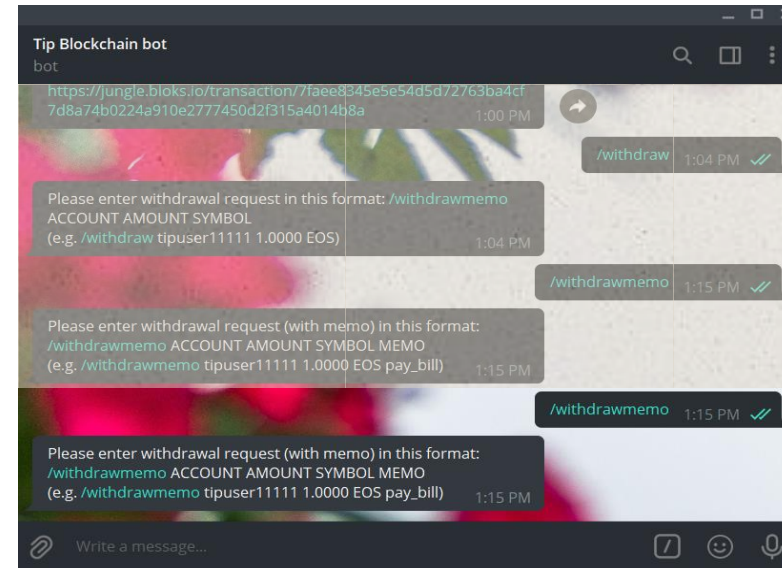 Tip Blockchain bot
bot
https://jungle.bloks.io/transaction/7faee8345e5e54d5d72763ba4cf
7d8a74b0224a910e2777450d2f315a4014b8a
1:00 PM
/withdraw 1:04 PM
Please enter withdrawal request in this format: /withdrawmemo
ACCOUNT AMOUNT SYMBOL
(e.g. /withdraw tipuser11111 1.0000 EOS)
1:04 PM
/withdrawmemo 1:15 PM
Please enter withdrawal request (with memo) in this format:
/withdrawmemo ACCOUNT AMOUNT SYMBOL MEMO
(e.g. /withdrawmemo tipuser11111 1.0000 EOS pay_bill)
1:15 PM
/withdrawmemo 1:15 PM
Please enter withdrawal request (with memo) in this format:
/withdrawmemo ACCOUNT AMOUNT SYMBOL MEMO
(e.g. /withdrawmemo tipuser11111 1.0000 EOS pay_bill)
1:15 PM
Write a message...